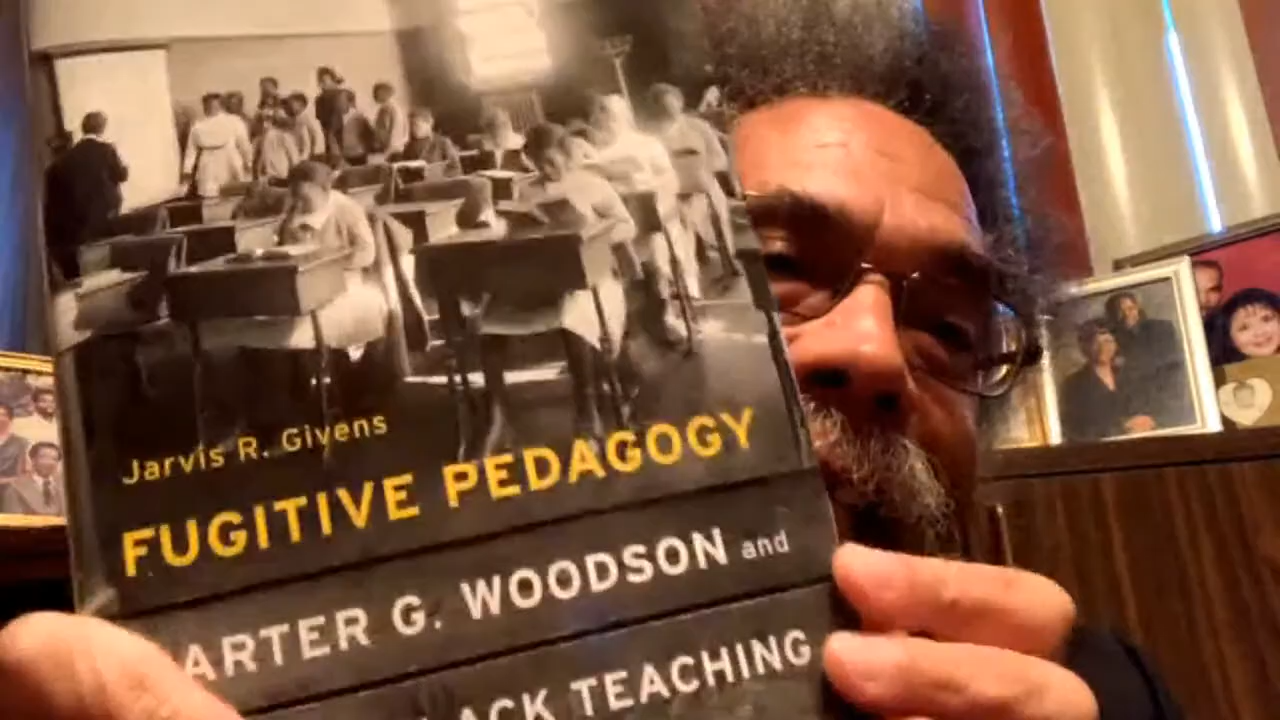 Jarvis R. Givens
FUGITIVE PEDAGOGY
ARTER G. WOODSON and
ACK TEACHING